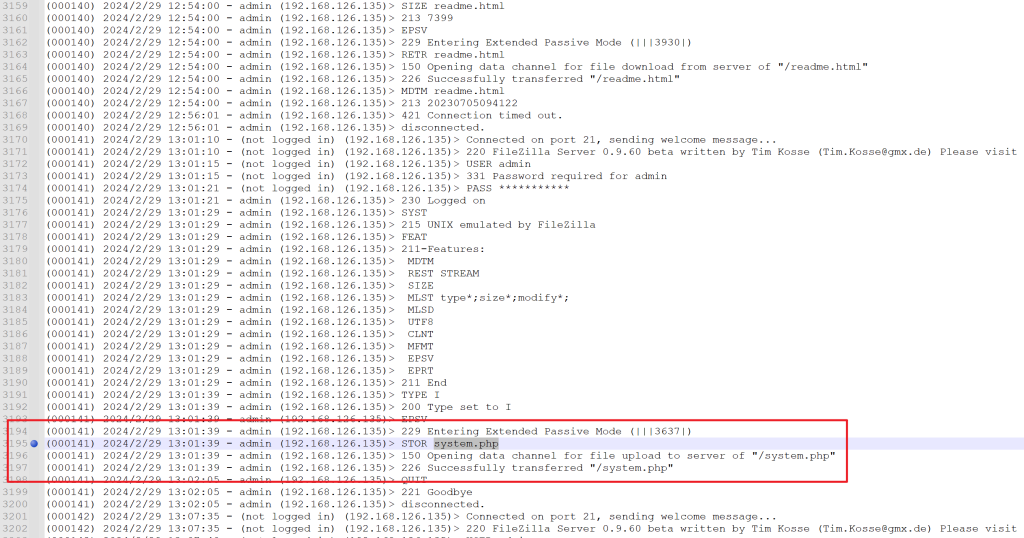 3159 (000140) 2024/2/29 12:54:00 - admin (192.168.126.135)> SIZE readme.html
3160 (000140) 2024/2/29 12:54:00 - admin (192.168.126.135)> 213 7399
3161 (000140) 2024/2/29 12:54:00 - admin (192.168.126.135)> EPSV
3162 (000140) 2024/2/29 12:54:00 - admin (192.168.126.135)> 229 Entering Extended Passive Mode (|||3930|)
3163 (000140) 2024/2/29 12:54:00 - admin (192.168.126.135)> RETR readme.html
3164 (000140) 2024/2/29 12:54:00 - admin (192.168.126.135)> 150 Opening data channel for file download from server of "/readme.html"
3165 (000140) 2024/2/29 12:54:00 - admin (192.168.126.135)> 226 Successfully transferred "/readme.html"
3166 (000140) 2024/2/29 12:54:00 - admin (192.168.126.135)> MDTM readme.html
3167 (000140) 2024/2/29 12:54:00 - admin (192.168.126.135)> 213 20230705094122
3168 (000140) 2024/2/29 12:56:01 - admin (192.168.126.135)> 421 Connection timed out.
3169 (000140) 2024/2/29 12:56:01 - admin (192.168.126.135)> disconnected.
3170 (000141) 2024/2/29 13:01:10 - (not logged in) (192.168.126.135)> Connected on port 21, sending welcome message...
3171 (000141) 2024/2/29 13:01:10 - (not logged in) (192.168.126.135)> 220 FileZilla Server 0.9.60 beta written by Tim Kosse (Tim.Kosse@gmx.de) Please visit
3172 (000141) 2024/2/29 13:01:15 - (not logged in) (192.168.126.135)> USER admin
3173 (000141) 2024/2/29 13:01:15 - (not logged in) (192.168.126.135)> 331 Password required for admin
3174 (000141) 2024/2/29 13:01:21 - (not logged in) (192.168.126.135)> PASS ***********
3175 (000141) 2024/2/29 13:01:21 - admin (192.168.126.135)> 230 Logged on
3176 (000141) 2024/2/29 13:01:29 - admin (192.168.126.135)> SYST
3177 (000141) 2024/2/29 13:01:29 - admin (192.168.126.135)> 215 UNIX emulated by FileZilla
3178 (000141) 2024/2/29 13:01:29 - admin (192.168.126.135)> FEAT
3179 (000141) 2024/2/29 13:01:29 - admin (192.168.126.135)> 211-Features:
3180 (000141) 2024/2/29 13:01:29 - admin (192.168.126.135)> MDTM
3181 (000141) 2024/2/29 13:01:29 - admin (192.168.126.135)> REST STREAM
3182 (000141) 2024/2/29 13:01:29 - admin (192.168.126.135)> SIZE
3183 (000141) 2024/2/29 13:01:29 - admin (192.168.126.135)> MLST type*;size*;modify*;
3184 (000141) 2024/2/29 13:01:29 - admin (192.168.126.135)> MLSD
3185 (000141) 2024/2/29 13:01:29 - admin (192.168.126.135)> UTF8
3186 (000141) 2024/2/29 13:01:29 - admin (192.168.126.135)> CLNT
3187 (000141) 2024/2/29 13:01:29 - admin (192.168.126.135)> MFMT
3188 (000141) 2024/2/29 13:01:29 - admin (192.168.126.135)> EPSV
3189 (000141) 2024/2/29 13:01:29 - admin (192.168.126.135)> EPRT
3190 (000141) 2024/2/29 13:01:29 - admin (192.168.126.135)> 211 End
3191 (000141) 2024/2/29 13:01:39 - admin (192.168.126.135)> TYPE I
3192 (000141) 2024/2/29 13:01:39 - admin (192.168.126.135)> 200 Type set to I
3193 (000141) 2024/2/29 13:01:39 - admin (192.168.126.135)> EPSV
3194 (000141) 2024/2/29 13:01:39 - admin (192.168.126.135)> 229 Entering Extended Passive Mode (|||3637|)
3195 (000141) 2024/2/29 13:01:39 - admin (192.168.126.135)> STOR system.php
3196 (000141) 2024/2/29 13:01:39 - admin (192.168.126.135)> 150 Opening data channel for file upload to server of "/system.php"
3197 (000141) 2024/2/29 13:01:39 - admin (192.168.126.135)> 226 Successfully transferred "/system.php"
3198 (000141) 2024/2/29 13:02:05 - admin (192.168.126.135)> QUIT
3199 (000141) 2024/2/29 13:02:05 - admin (192.168.126.135)> 221 Goodbye
3200 (000141) 2024/2/29 13:02:05 - admin (192.168.126.135)> disconnected.
3201 (000142) 2024/2/29 13:07:35 - (not logged in) (192.168.126.135)> Connected on port 21, sending welcome message...
3202 (000142) 2024/2/29 13:07:35 - (not logged in) (192.168.126.135)> 220 FileZilla Server 0.9.60 beta written by Tim Kosse (Tim.Kosse@gmx.de) Please visit